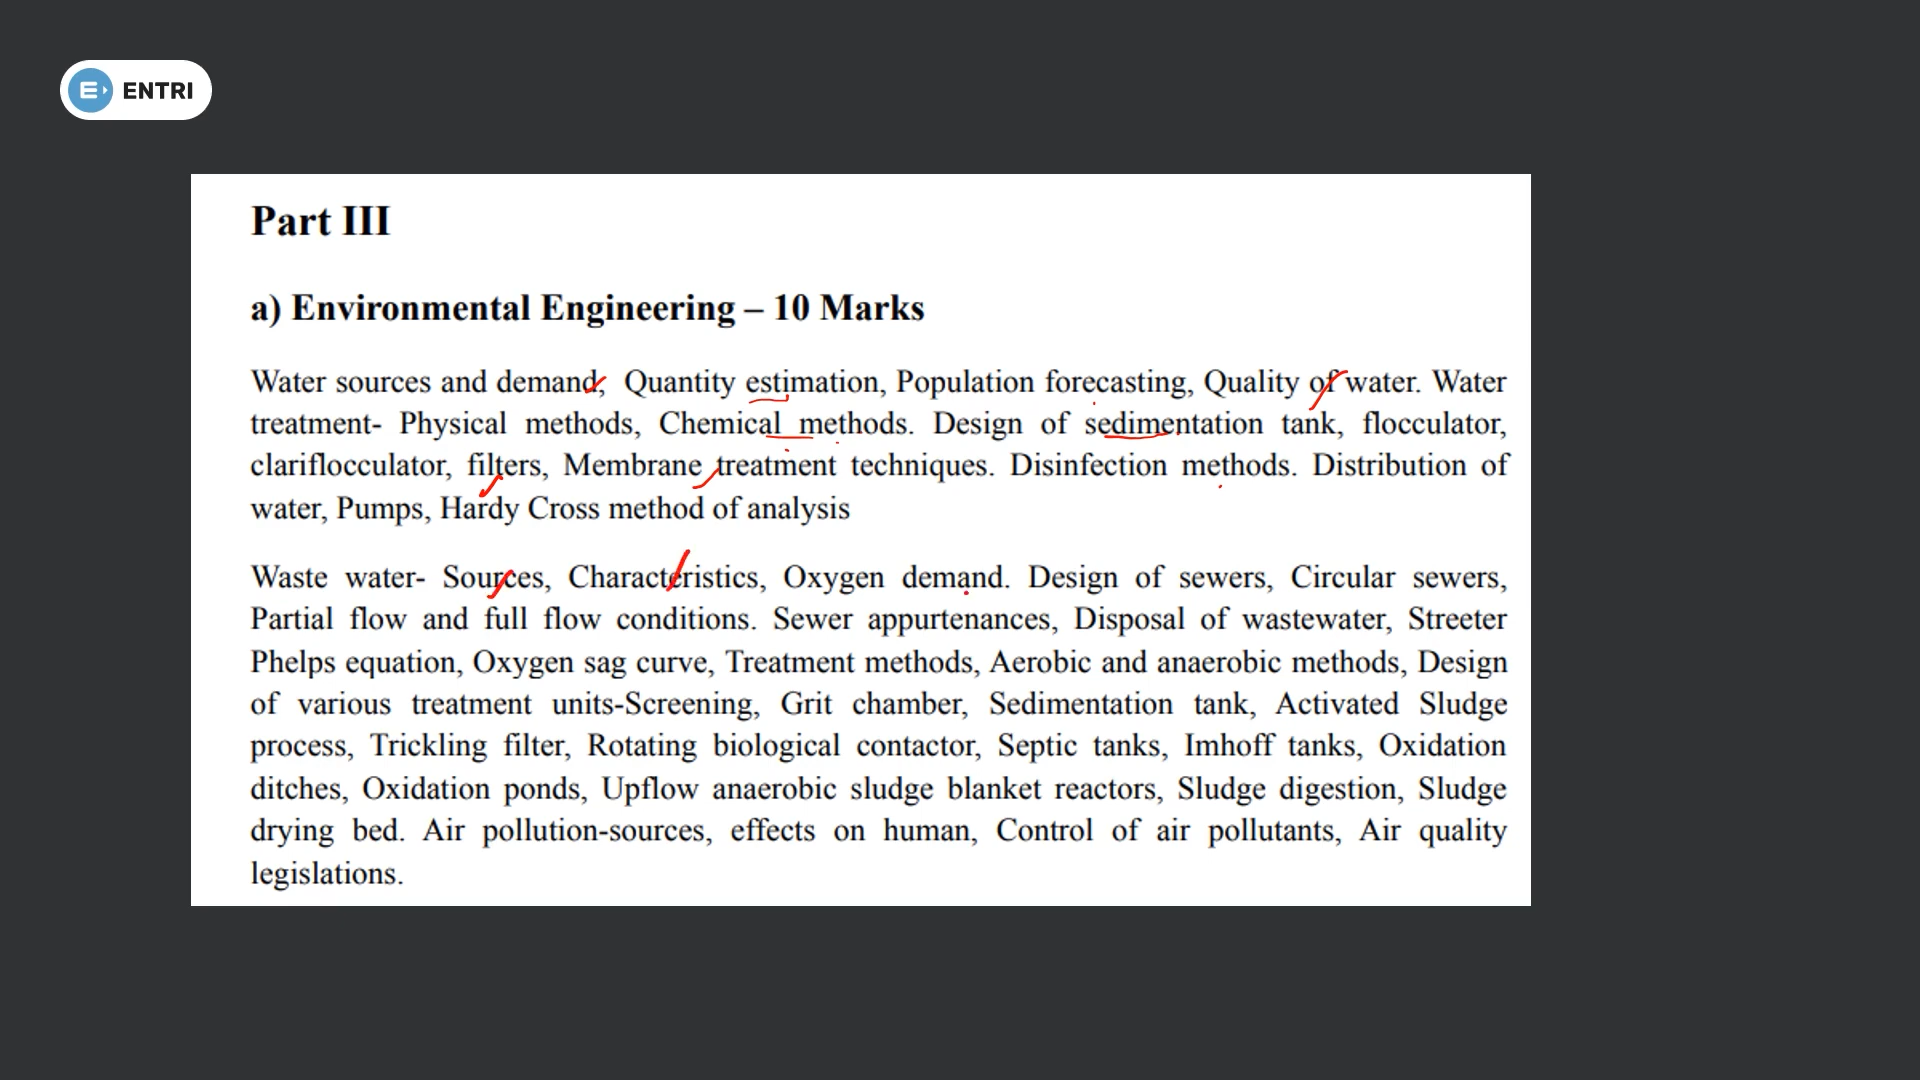 ENTRI
Part III
a) Environmental Engineering – 10 Marks
Water sources and demand, Quantity estimation, Population forecasting, Quality of water. Water
treatment- Physical methods, Chemical methods. Design of sedimentation tank, flocculator,
clariflocculator, filters, Membrane treatment techniques. Disinfection methods. Distribution of
water, Pumps, Hardy Cross method of analysis
Waste water- Sources, Characteristics, Oxygen demand. Design of sewers, Circular sewers,
Partial flow and full flow conditions. Sewer appurtenances, Disposal of wastewater, Streeter
Phelps equation, Oxygen sag curve, Treatment methods, Aerobic and anaerobic methods, Design
of various treatment units-Screening, Grit chamber, Sedimentation tank, Activated Sludge
process, Trickling filter, Rotating biological contactor, Septic tanks, Imhoff tanks, Oxidation
ditches, Oxidation ponds, Upflow anaerobic sludge blanket reactors, Sludge digestion, Sludge
drying bed. Air pollution-sources, effects on human, Control of air pollutants, Air quality
legislations.